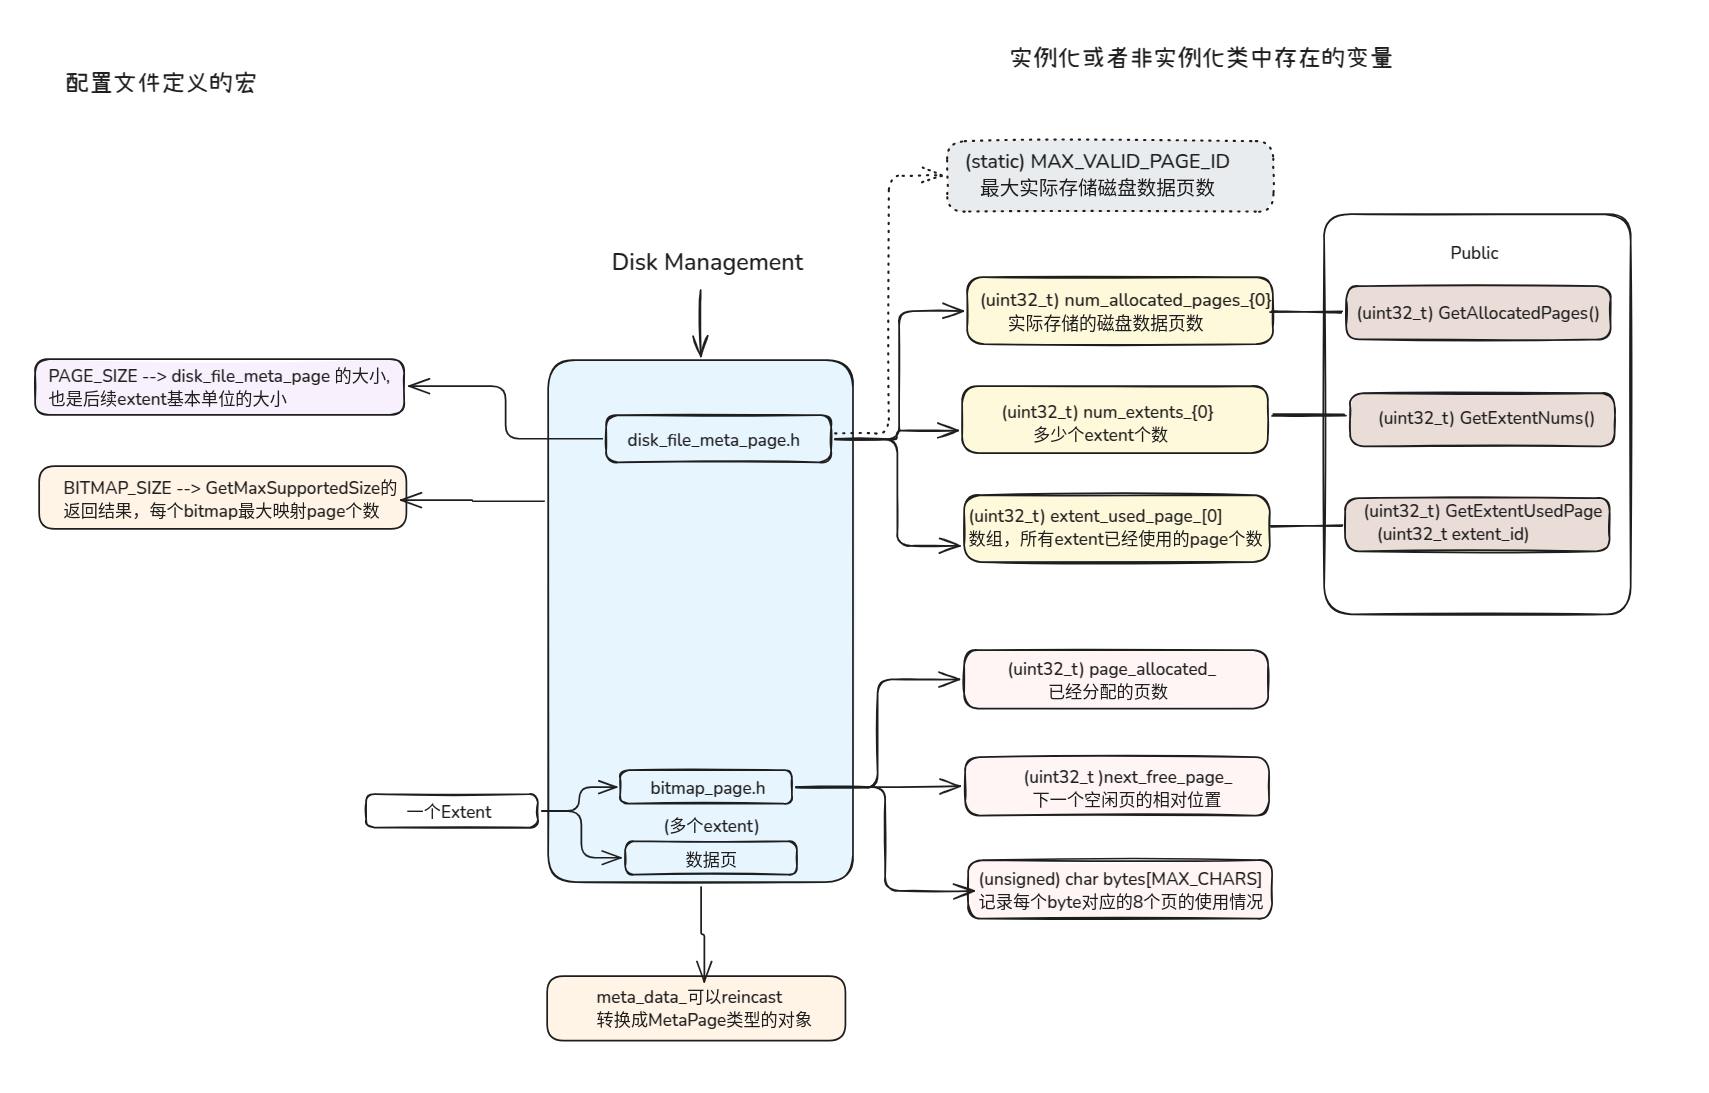 实例化或者非实例化类中存在的变量
配置文件定义的宏
(static) MAX_VALID_PAGE_ID
最大实际存储磁盘数据页数
Disk Management
Public
(uint32_t) num_allocated_pages_{0}
实际存储的磁盘数据页数
(uint32_t) GetAllocatedPages()
PAGE_SIZE --> disk_file_meta_page 的大小,
也是后续extent基本单位的大小
disk_file_meta_page.h
(uint32_t) num_extents_{0}
多少个extent个数
(uint32_t) GetExtentNums()
BITMAP_SIZE --> GetMaxSupportedSize的
返回结果，每个bitmap最大映射page个数
(uint32_t) extent_used_page_[0]
数组，所有extent已经使用的page个数
(uint32_t) GetExtentUsedPage
(uint32_t extent_id)
(uint32_t) page_allocated_
已经分配的页数
一个Extent
bitmap_page.h
(多个extent)
数据页
(uint32_t )next_free_page_
下一个空闲页的相对位置
(unsigned) char bytes[MAX_CHARS]
记录每个byte对应的8个页的使用情况
meta_data_可以reincast
转换成MetaPage类型的对象